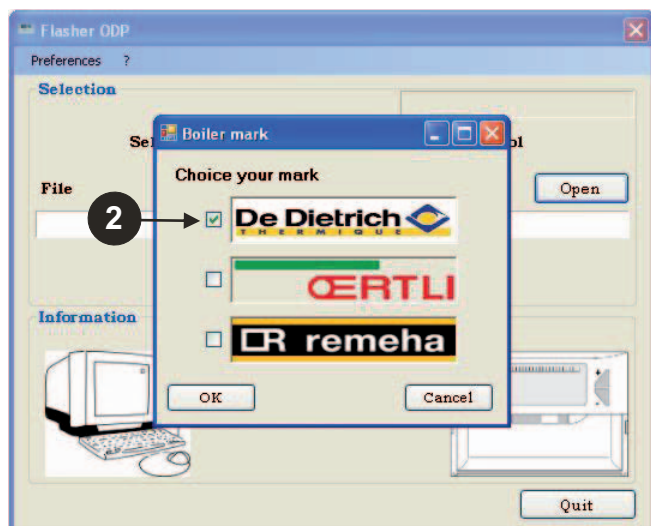 Flasher ODP
Preferences ?
Selection
Boiler mark
Sel ol
Choice your mark
File
Open
2
De Dietrich
THERMIQUE
ŒRTLI
Information
remeha
OK Cancel
Quit